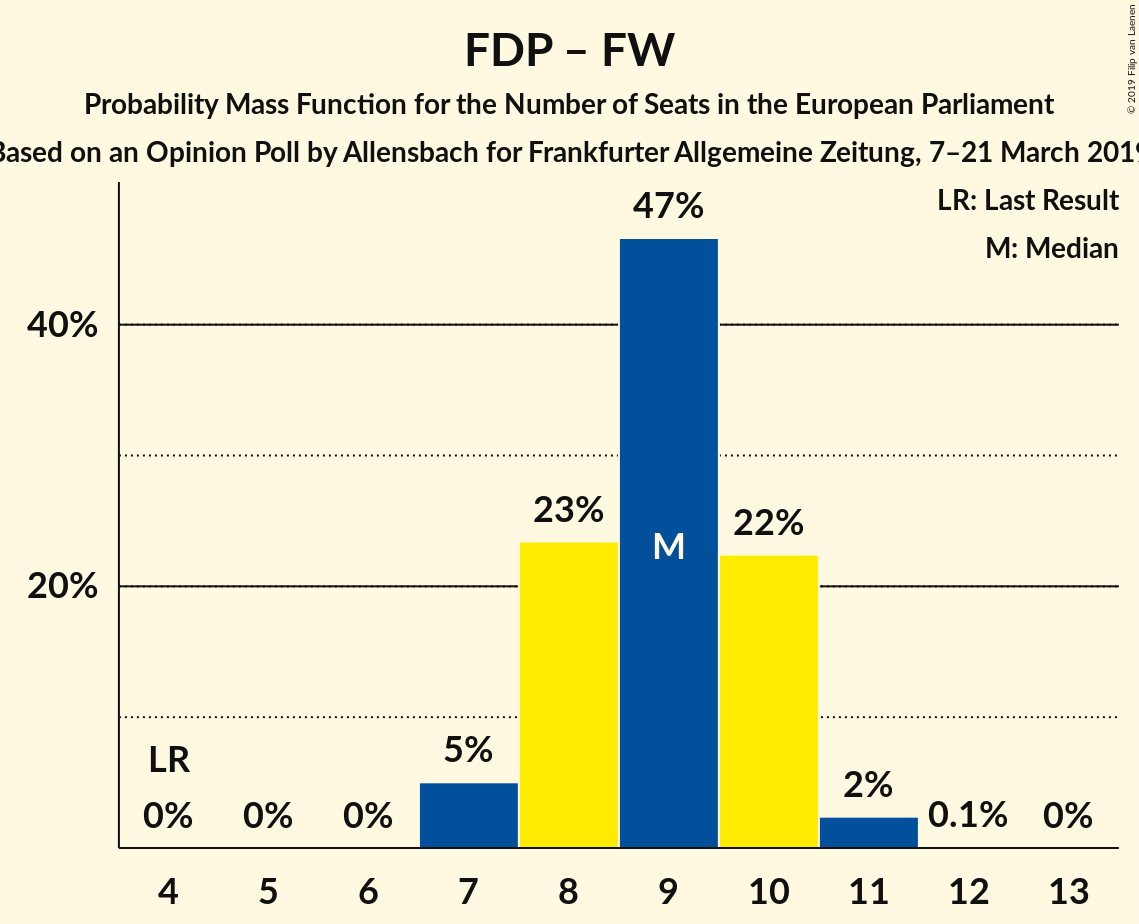 FDP – FW
Probability Mass Function for the Number of Seats in the European Parliament
Based on an Opinion Poll by Allensbach for Frankfurter Allgemeine Zeitung, 7–21 March 2019
© 2019 Filip van Laenen
LR: Last Result
M: Median
47%
40%
23%
22%
M
20%
5%
LR
2%
0%
0%
0%
0.1%
0%
4 5 6 7 8 9 10 11 12 13